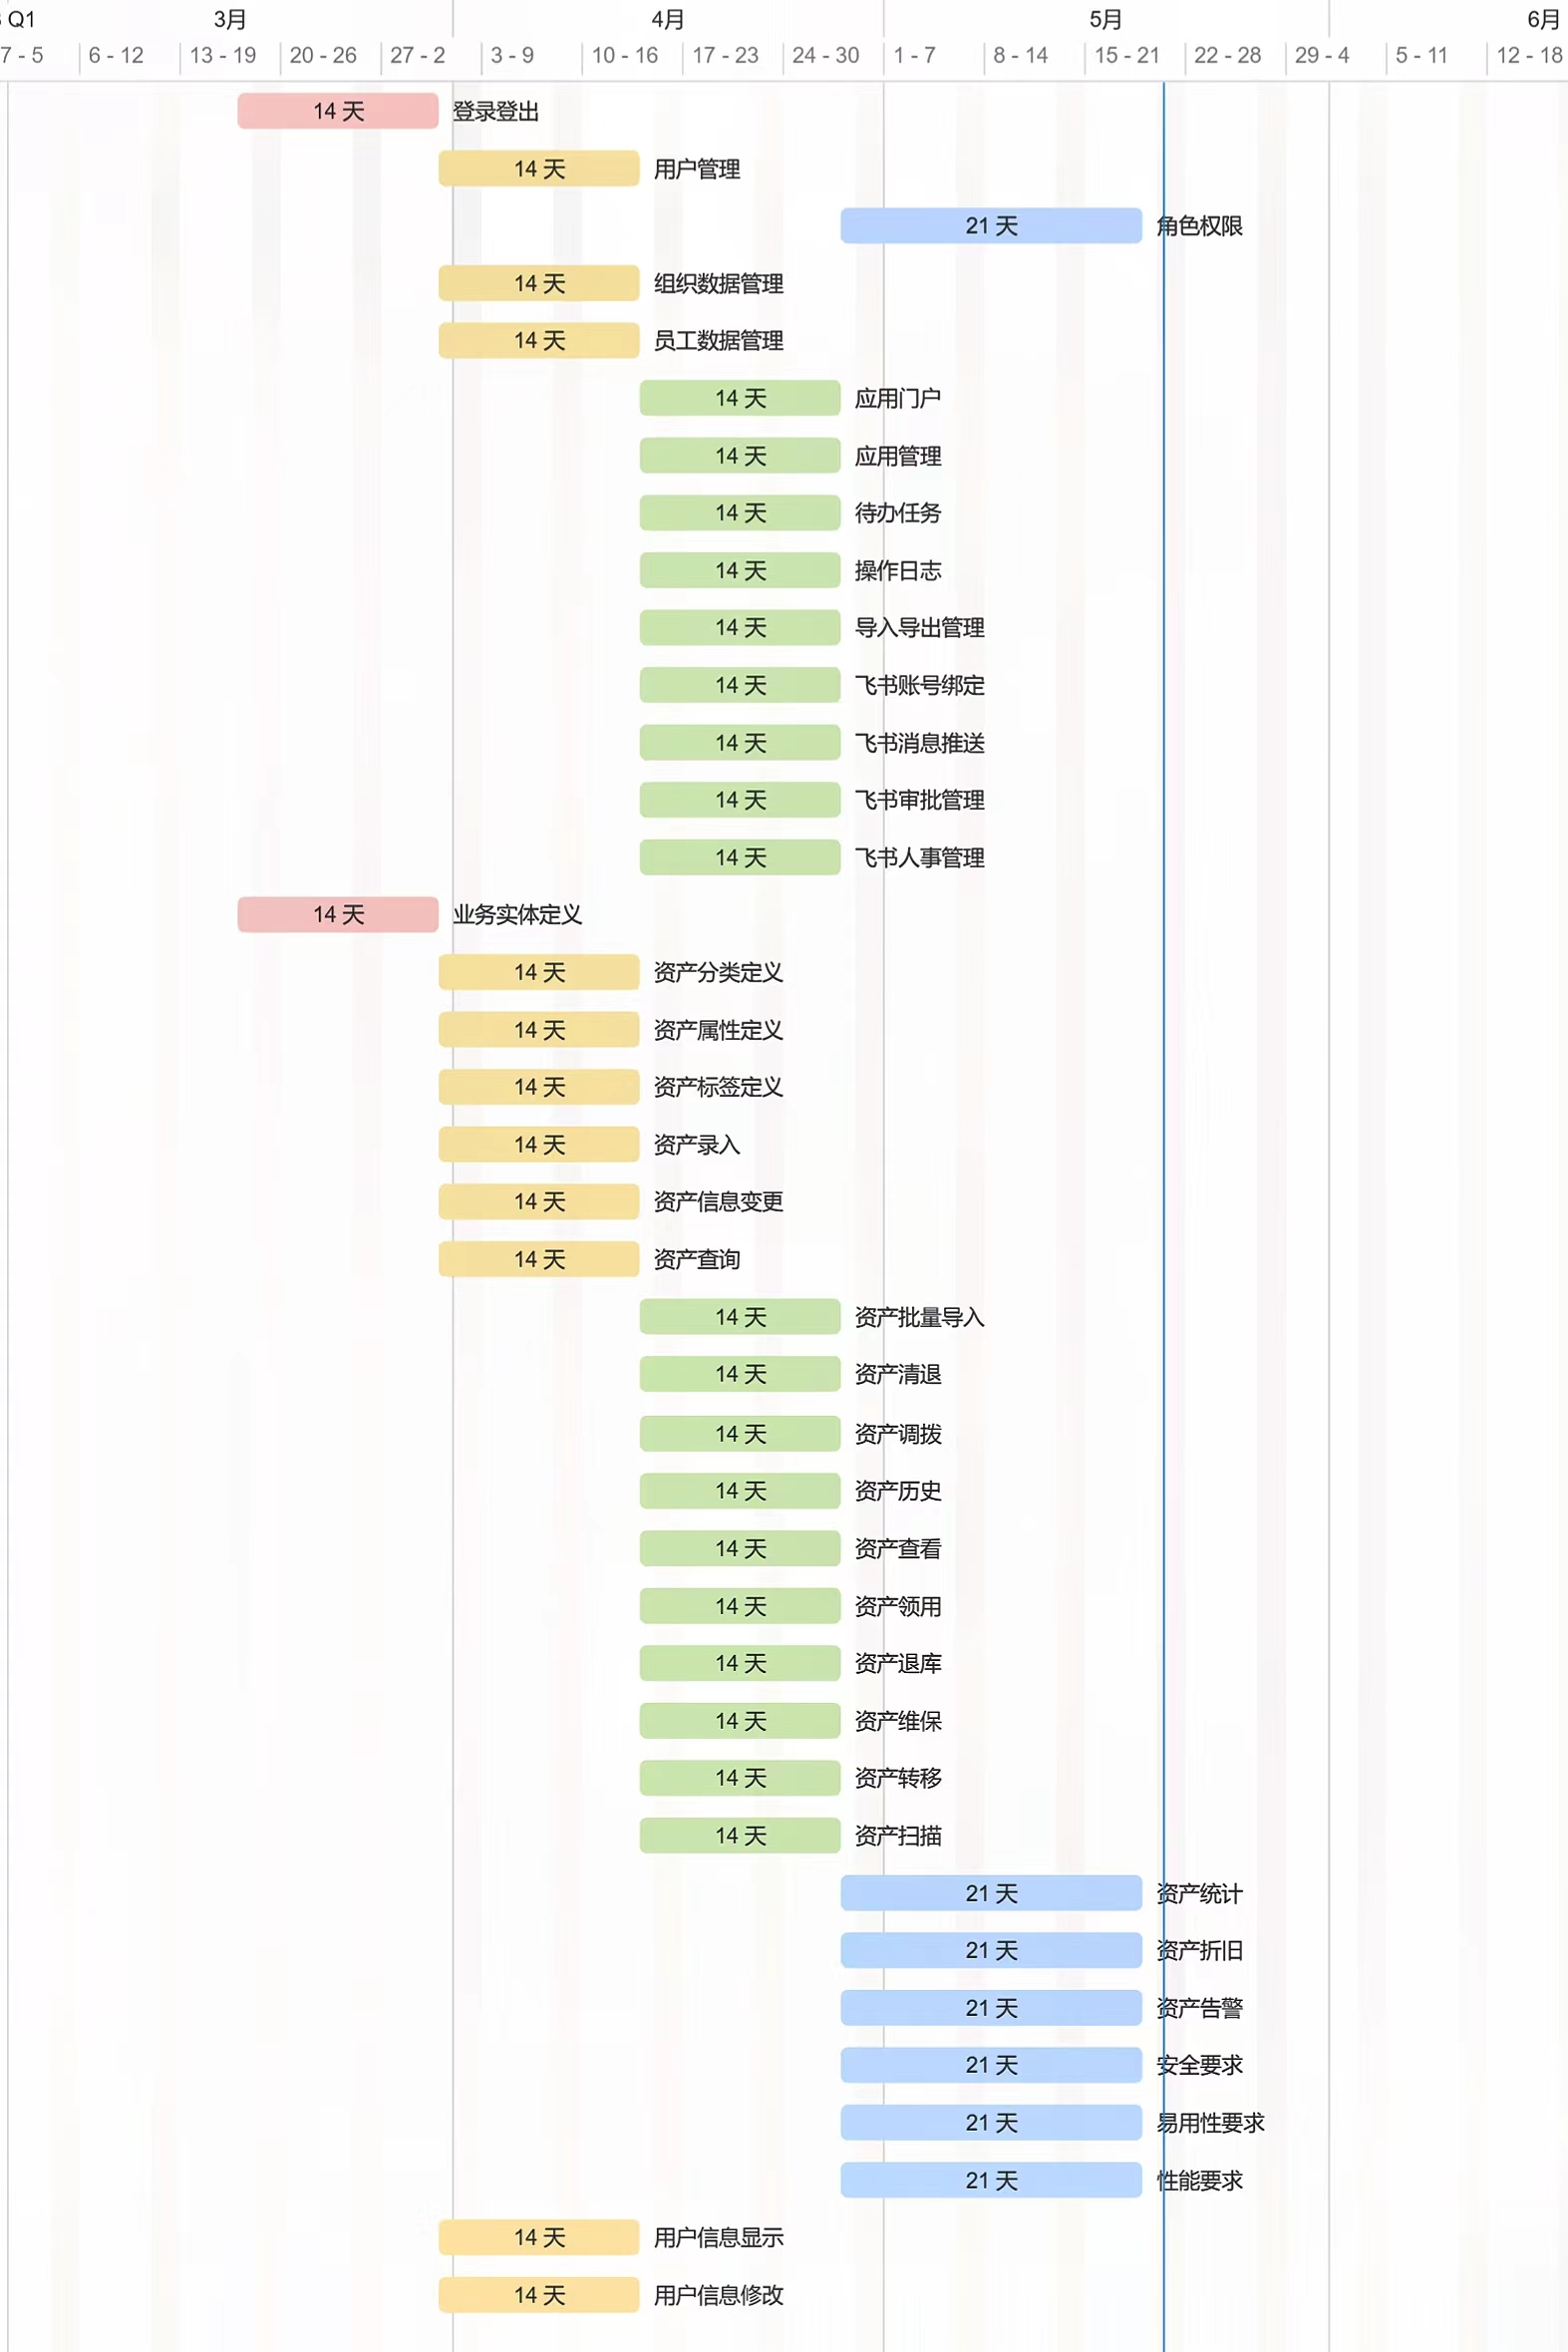 Q1 3月 4月 5月 6月
7 - 5 6 - 12 13 - 19 20 - 26 27 - 2 3 - 9 10 - 16 17 - 23 24 - 30 1 - 7 8 - 14 15 - 21 22 - 28 29 - 4 5 - 11 12 - 18
14 天 登录登出
14 天 用户管理
21 天 角色权限
14 天 组织数据管理
14 天 员工数据管理
14 天 应用门户
14 天 应用管理
14 天 待办任务
14 天 操作日志
14 天 导入导出管理
14 天 飞书账号绑定
14 天 飞书消息推送
14 天 飞书审批管理
14 天 飞书人事管理
14 天 业务实体定义
14 天 资产分类定义
14 天 资产属性定义
14 天 资产标签定义
14 天 资产录入
14 天 资产信息变更
14 天 资产查询
14 天 资产批量导入
14 天 资产清退
14 天 资产调拨
14 天 资产历史
14 天 资产查看
14 天 资产领用
14 天 资产退库
14 天 资产维保
14 天 资产转移
14 天 资产扫描
21 天 资产统计
21 天 资产折旧
21 天 资产告警
21 天 安全要求
21 天 易用性要求
21 天 性能要求
14 天 用户信息显示
14 天 用户信息修改